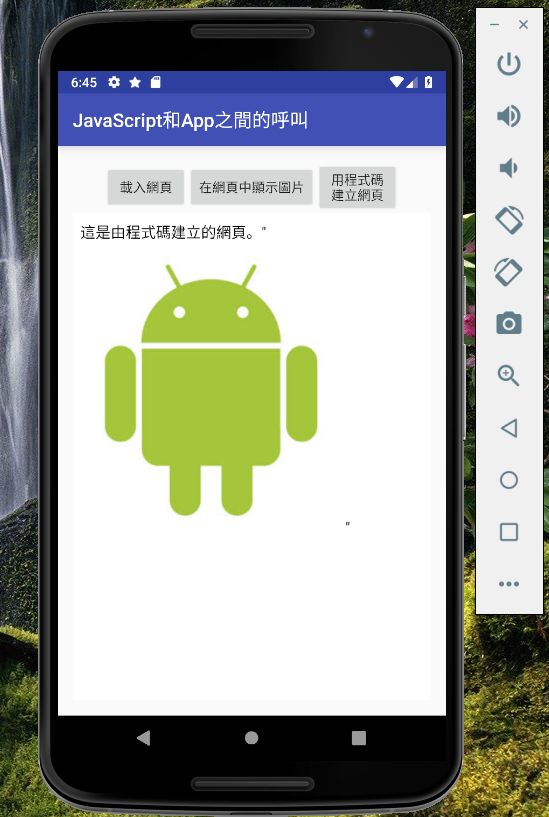 6:45
JavaScript和App之間的呼叫
載入網頁
在網頁中顯示圖片
用程式碼
建立網頁
這是由程式碼建立的網頁。"
"